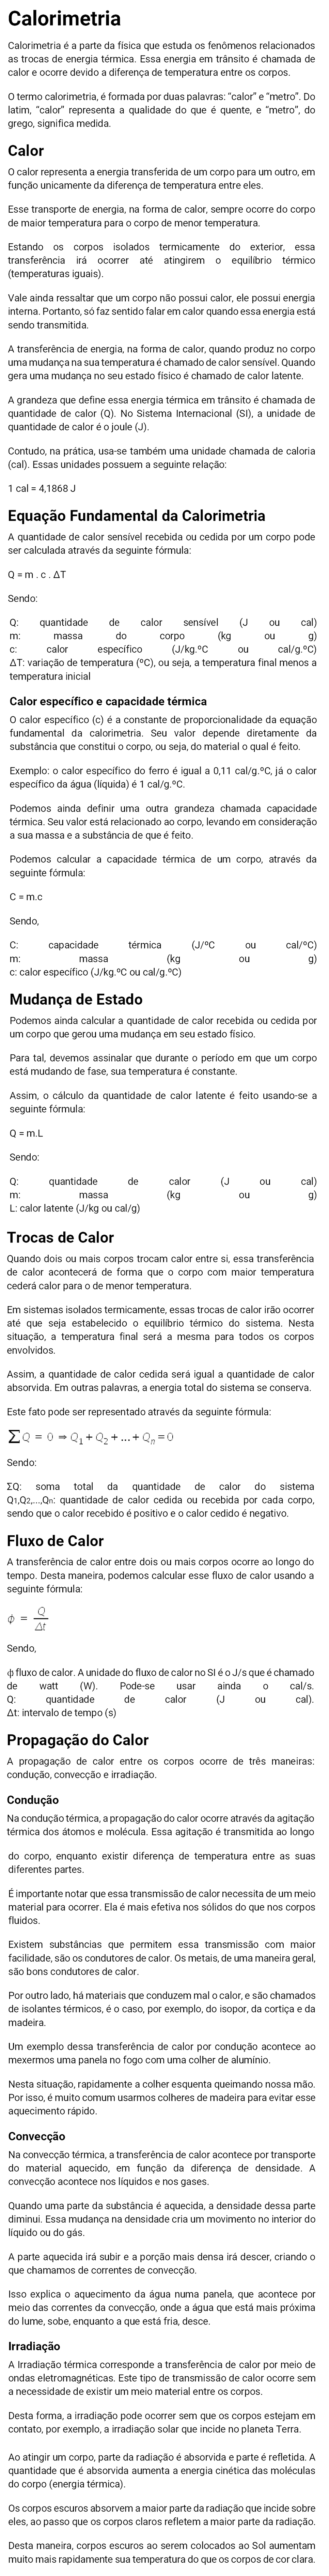 Calorimetria
Calorimetria é a parte da física que estuda os fenômenos relacionados
as trocas de energia térmica. Essa energia em trânsito é chamada de
calor e ocorre devido a diferença de temperatura entre os corpos.
O termo calorimetria, é formada por duas palavras: “calor” e “metro”. Do
latim, “calor” representa a qualidade do que é quente, e “metro”, do
grego, significa medida.
Calor
O calor representa a energia transferida de um corpo para um outro, em
função unicamente da diferença de temperatura entre eles.
Esse transporte de energia, na forma de calor, sempre ocorre do corpo
de maior temperatura para o corpo de menor temperatura.
Estando os corpos isolados termicamente do exterior, essa
transferência irá ocorrer até atingirem o equilíbrio térmico
(temperaturas iguais).
Vale ainda ressaltar que um corpo não possui calor, ele possui energia
interna. Portanto, só faz sentido falar em calor quando essa energia está
sendo transmitida.
A transferência de energia, na forma de calor, quando produz no corpo
uma mudança na sua temperatura é chamado de calor sensível. Quando
gera uma mudança no seu estado físico é chamado de calor latente.
A grandeza que define essa energia térmica em trânsito é chamada de
quantidade de calor (Q). No Sistema Internacional (SI), a unidade de
quantidade de calor é o joule (J).
Contudo, na prática, usa-se também uma unidade chamada de caloria
(cal). Essas unidades possuem a seguinte relação:
1 cal = 4,1868 J
Equação Fundamental da Calorimetria
A quantidade de calor sensível recebida ou cedida por um corpo pode
ser calculada através da seguinte fórmula:
Q = m . c . ΔT
Sendo:
Q: quantidade de calor sensível (J ou cal)
m: massa do corpo (kg ou g)
c: calor específico (J/kg.ºC ou cal/g.ºC)
ΔT: variação de temperatura (ºC), ou seja, a temperatura final menos a
temperatura inicial
Calor específico e capacidade térmica
O calor específico (c) é a constante de proporcionalidade da equação
fundamental da calorimetria. Seu valor depende diretamente da
substância que constitui o corpo, ou seja, do material o qual é feito.
Exemplo: o calor específico do ferro é igual a 0,11 cal/g.ºC, já o calor
específico da água (líquida) é 1 cal/g.ºC.
Podemos ainda definir uma outra grandeza chamada capacidade
térmica. Seu valor está relacionado ao corpo, levando em consideração
a sua massa e a substância de que é feito.
Podemos calcular a capacidade térmica de um corpo, através da
seguinte fórmula:
C = m.c
Sendo,
C: capacidade térmica (J/ºC ou cal/ºC)
m: massa (kg ou g)
c: calor específico (J/kg.ºC ou cal/g.ºC)
Mudança de Estado
Podemos ainda calcular a quantidade de calor recebida ou cedida por
um corpo que gerou uma mudança em seu estado físico.
Para tal, devemos assinalar que durante o período em que um corpo
está mudando de fase, sua temperatura é constante.
Assim, o cálculo da quantidade de calor latente é feito usando-se a
seguinte fórmula:
Q = m.L
Sendo:
Q: quantidade de calor (J ou cal)
m: massa (kg ou g)
L: calor latente (J/kg ou cal/g)
Trocas de Calor
Quando dois ou mais corpos trocam calor entre si, essa transferência
de calor acontecerá de forma que o corpo com maior temperatura
cederá calor para o de menor temperatura.
Em sistemas isolados termicamente, essas trocas de calor irão ocorrer
até que seja estabelecido o equilíbrio térmico do sistema. Nesta
situação, a temperatura final será a mesma para todos os corpos
envolvidos.
Assim, a quantidade de calor cedida será igual a quantidade de calor
absorvida. Em outras palavras, a energia total do sistema se conserva.
Este fato pode ser representado através da seguinte fórmula:
∑ Q = 0 ⇒ Q₁ + Q₂ + ... + Qₙ = 0
Sendo:
ΣQ: soma total da quantidade de calor do sistema
Q₁,Q₂,...,Qₙ: quantidade de calor cedida ou recebida por cada corpo,
sendo que o calor recebido é positivo e o calor cedido é negativo.
Fluxo de Calor
A transferência de calor entre dois ou mais corpos ocorre ao longo do
tempo. Desta maneira, podemos calcular esse fluxo de calor usando a
seguinte fórmula:
ϕ = Q/Δt
Sendo,
ϕ fluxo de calor. A unidade do fluxo de calor no SI é o J/s que é chamado
de watt (W). Pode-se usar ainda o cal/s.
Q: quantidade de calor (J ou cal).
Δt: intervalo de tempo (s)
Propagação do Calor
A propagação de calor entre os corpos ocorre de três maneiras:
condução, convecção e irradiação.
Condução
Na condução térmica, a propagação do calor ocorre através da agitação
térmica dos átomos e molécula. Essa agitação é transmitida ao longo
do corpo, enquanto existir diferença de temperatura entre as suas
diferentes partes.
É importante notar que essa transmissão de calor necessita de um meio
material para ocorrer. Ela é mais efetiva nos sólidos do que nos corpos
fluidos.
Existem substâncias que permitem essa transmissão com maior
facilidade, são os condutores de calor. Os metais, de uma maneira geral,
são bons condutores de calor.
Por outro lado, há materiais que conduzem mal o calor, e são chamados
de isolantes térmicos, é o caso, por exemplo, do isopor, da cortiça e da
madeira.
Um exemplo dessa transferência de calor por condução acontece ao
mexermos uma panela no fogo com uma colher de alumínio.
Nesta situação, rapidamente a colher esquenta queimando nossa mão.
Por isso, é muito comum usarmos colheres de madeira para evitar esse
aquecimento rápido.
Convecção
Na convecção térmica, a transferência de calor acontece por transporte
do material aquecido, em função da diferença de densidade. A
convecção acontece nos líquidos e nos gases.
Quando uma parte da substância é aquecida, a densidade dessa parte
diminui. Essa mudança na densidade cria um movimento no interior do
líquido ou do gás.
A parte aquecida irá subir e a porção mais densa irá descer, criando o
que chamamos de correntes de convecção.
Isso explica o aquecimento da água numa panela, que acontece por
meio das correntes da convecção, onde a água que está mais próxima
do lume, sobe, enquanto a que está fria, desce.
Irradiação
A Irradiação térmica corresponde a transferência de calor por meio de
ondas eletromagnéticas. Este tipo de transmissão de calor ocorre sem
a necessidade de existir um meio material entre os corpos.
Desta forma, a irradiação pode ocorrer sem que os corpos estejam em
contato, por exemplo, a irradiação solar que incide no planeta Terra.
Ao atingir um corpo, parte da radiação é absorvida e parte é refletida. A
quantidade que é absorvida aumenta a energia cinética das moléculas
do corpo (energia térmica).
Os corpos escuros absorvem a maior parte da radiação que incide sobre
eles, ao passo que os corpos claros refletem a maior parte da radiação.
Desta maneira, corpos escuros ao serem colocados ao Sol aumentam
muito mais rapidamente sua temperatura do que os corpos de cor clara.